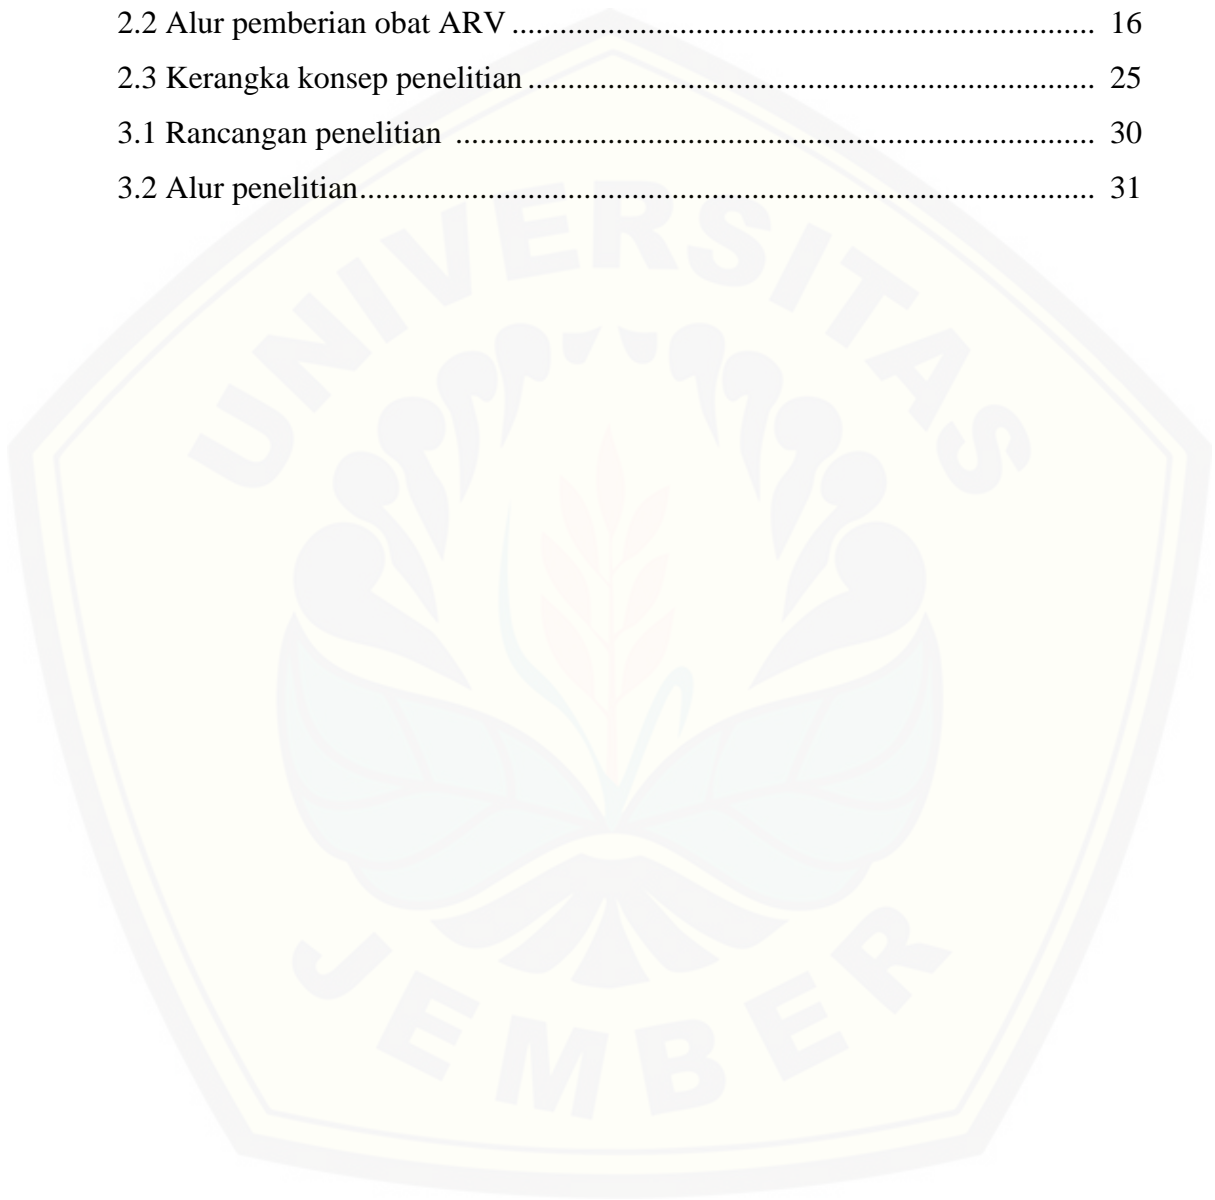 2.2 Alur pemberian obat ARV .......................................................................... 16
2.3 Kerangka konsep penelitian ........................................................................ 25
3.1 Rancangan penelitian ................................................................................. 30
3.2 Alur penelitian............................................................................................. 31
UNIVERSITAS
JEMBER